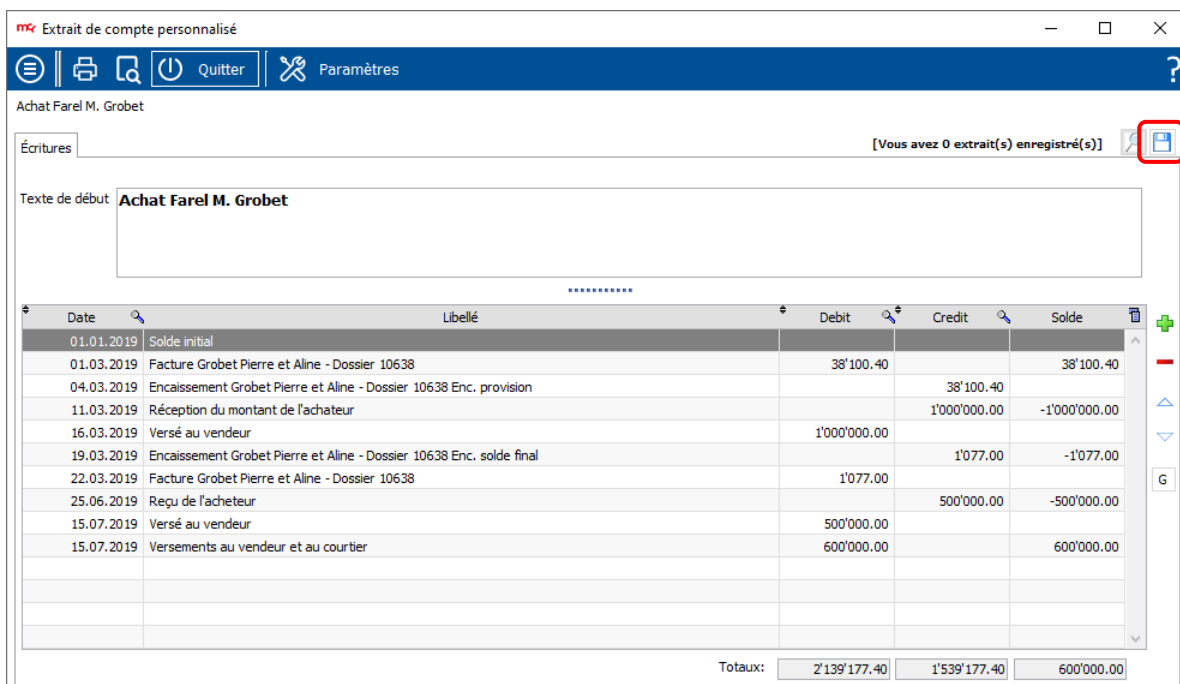 mcr Extrait de compte personnalisé
Quitter Paramètres ?
Achat Farel M. Grobet
Écritures [Vous avez 0 extrait(s) enregistré(s)]
Texte de début Achat Farel M. Grobet
Date Libellé Debit Credit Solde
01.01.2019 Solde initial
01.03.2019 Facture Grobet Pierre et Aline - Dossier 10638 38'100.40 38'100.40
04.03.2019 Encaissement Grobet Pierre et Aline - Dossier 10638 Enc. provision 38'100.40
11.03.2019 Réception du montant de l'achateur 1'000'000.00 -1'000'000.00
16.03.2019 Versé au vendeur 1'000'000.00
19.03.2019 Encaissement Grobet Pierre et Aline - Dossier 10638 Enc. solde final 1'077.00 -1'077.00
22.03.2019 Facture Grobet Pierre et Aline - Dossier 10638 1'077.00
G
25.06.2019 Reçu de l'acheteur 500'000.00 -500'000.00
15.07.2019 Versé au vendeur 500'000.00
15.07.2019 Versements au vendeur et au courtier 600'000.00 600'000.00
Totaux: 2'139'177.40 1'539'177.40 600'000.00